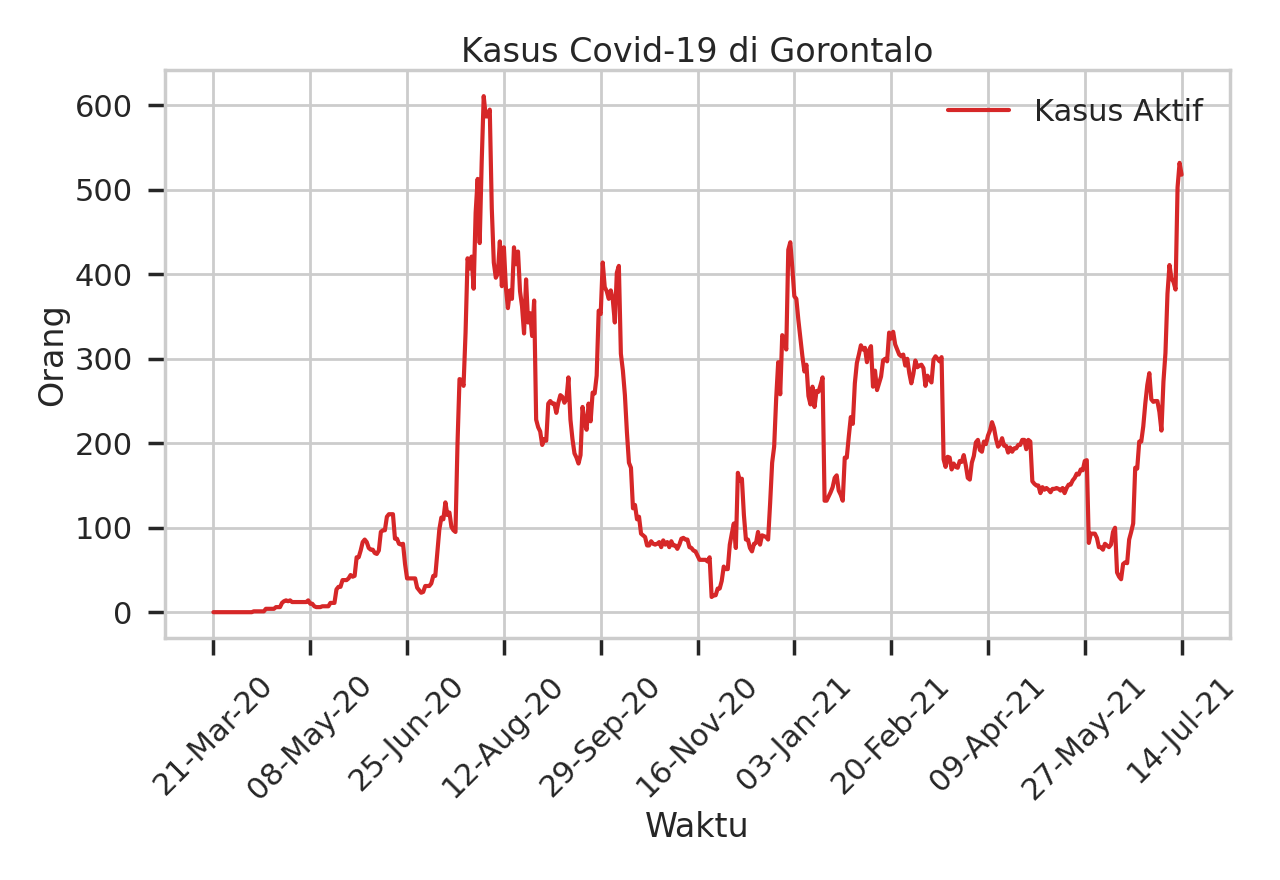 Kasus Covid-19 di Gorontalo
Kasus Aktif
600
500
400
300
200
100
0
Orang
21-Mar-20
08-May-20
25-Jun-20
12-Aug-20
29-Sep-20
16-Nov-20
03-Jan-21
20-Feb-21
09-Apr-21
27-May-21
14-Jul-21
Waktu